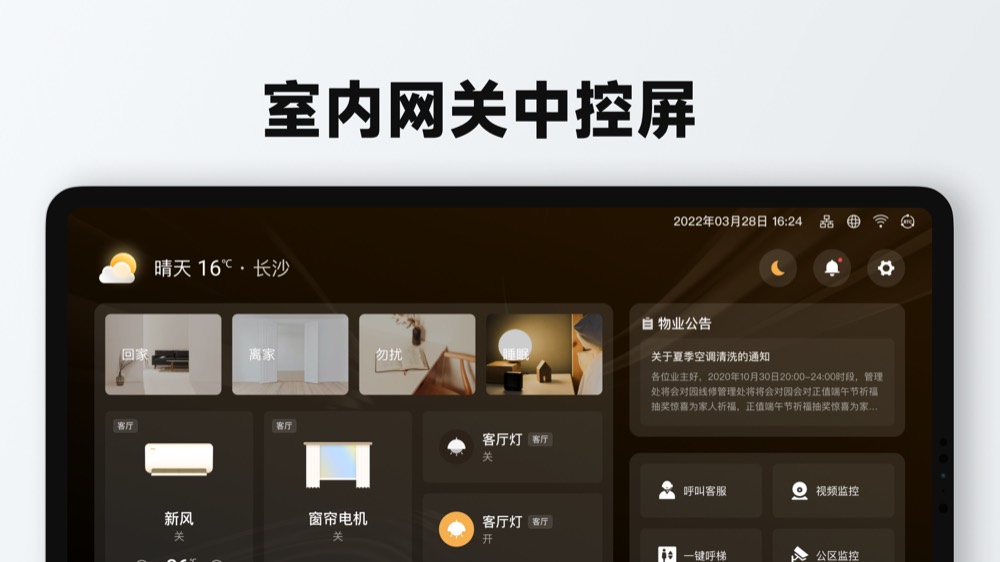 室内网关中控屏
2022年03月28日 16:24
晴天 16℃ · 长沙
回家
离家
勿扰
睡眠
物业公告
关于夏季空调清洗的通知
各位业主好，2020年10月30日20:00~24:00时段，管理
处将会对园线修管理处将将会对园会对正值端午节祈福
抽奖惊喜为家人祈福，正值端午节祈福抽奖惊喜为家...
客厅
新风
关
客厅
窗帘电机
关
客厅灯 客厅
关
客厅灯 客厅
开
呼叫客服
视频监控
一键呼梯
公区监控